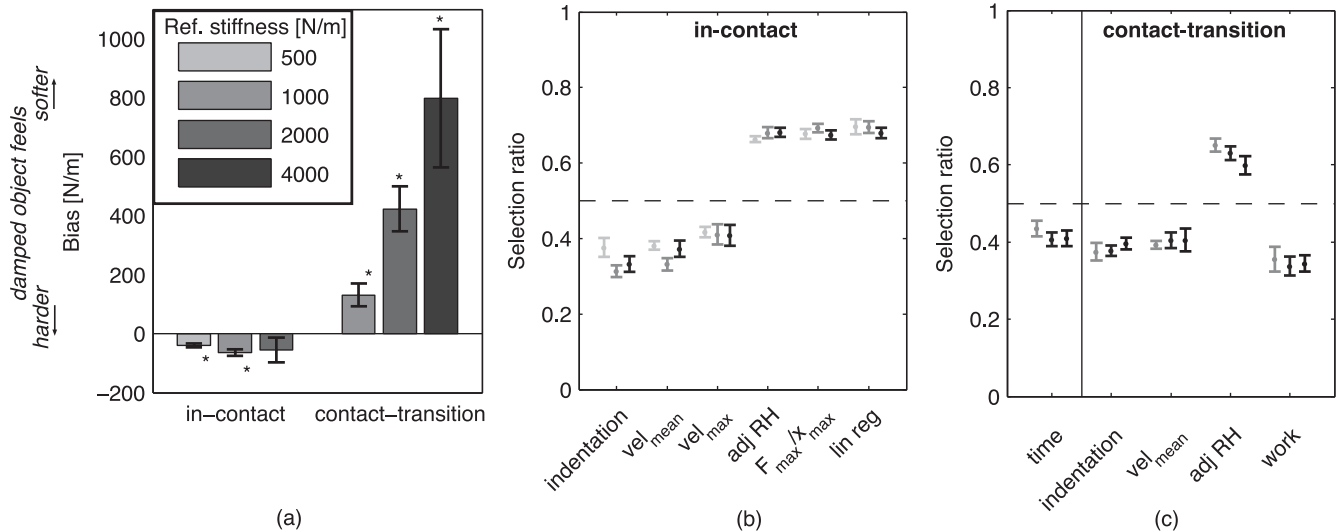 Ref. stiffness [N/m]
500
1000
2000
4000
1000
800
600
400
200
0
−200
Bias [N/m]
damped object feels
harder
softer
*
*
*
*
*
in−contact
contact−transition
(a)
in-contact
1
0.8
0.6
0.4
0.2
0
Selection ratio
indentation
vel mean
vel max
adj RH
F max/x max
lin reg
(b)
contact-transition
1
0.8
0.6
0.4
0.2
0
Selection ratio
time
indentation
vel mean
adj RH
work
(c)